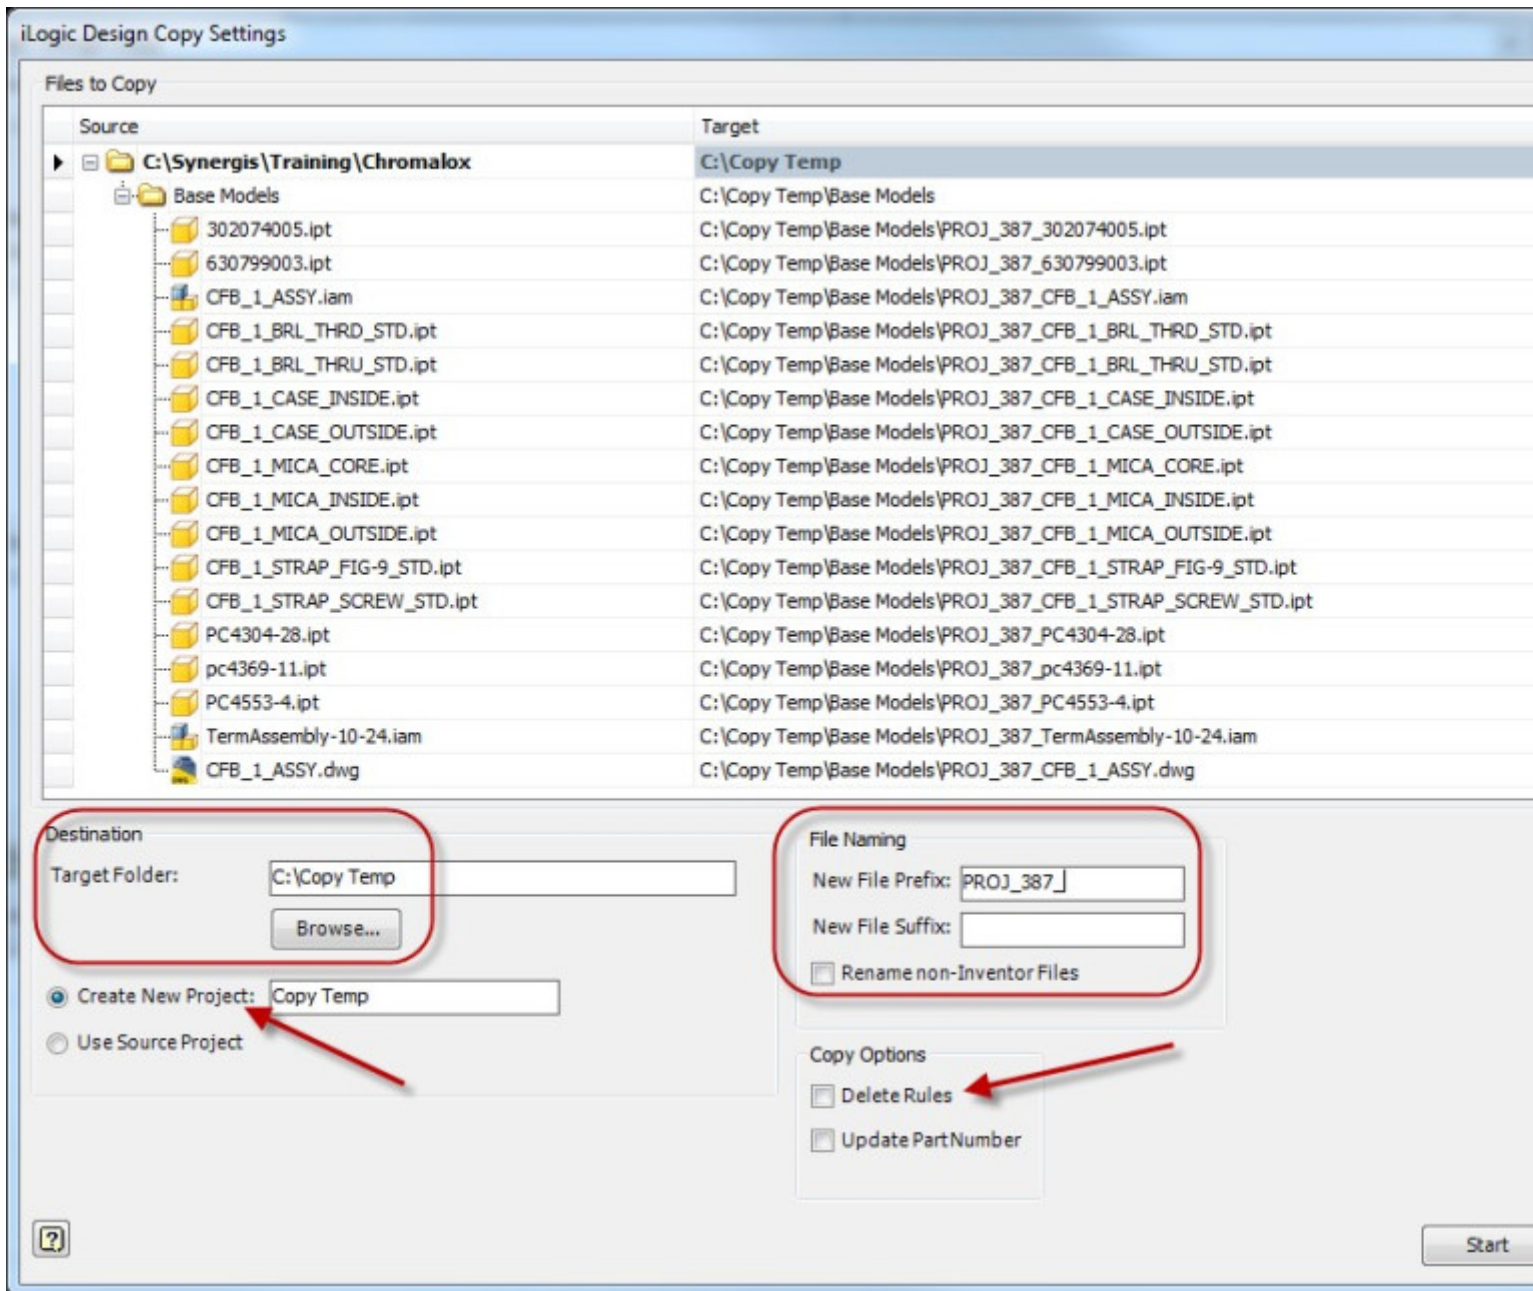 iLogic Design Copy Settings
Files to Copy
Source Target
C:\Synergis\Training\Chromalox C:\Copy Temp
Base Models C:\Copy Temp\Base Models
302074005.ipt C:\Copy Temp\Base Models\PROJ_387_302074005.ipt
630799003.ipt C:\Copy Temp\Base Models\PROJ_387_630799003.ipt
CFB_1_ASSY.iam C:\Copy Temp\Base Models\PROJ_387_CFB_1_ASSY.iam
CFB_1_BRL_THRD_STD.ipt C:\Copy Temp\Base Models\PROJ_387_CFB_1_BRL_THRD_STD.ipt
CFB_1_BRL_THRU_STD.ipt C:\Copy Temp\Base Models\PROJ_387_CFB_1_BRL_THRU_STD.ipt
CFB_1_CASE_INSIDE.ipt C:\Copy Temp\Base Models\PROJ_387_CFB_1_CASE_INSIDE.ipt
CFB_1_CASE_OUTSIDE.ipt C:\Copy Temp\Base Models\PROJ_387_CFB_1_CASE_OUTSIDE.ipt
CFB_1_MICA_CORE.ipt C:\Copy Temp\Base Models\PROJ_387_CFB_1_MICA_CORE.ipt
CFB_1_MICA_INSIDE.ipt C:\Copy Temp\Base Models\PROJ_387_CFB_1_MICA_INSIDE.ipt
CFB_1_MICA_OUTSIDE.ipt C:\Copy Temp\Base Models\PROJ_387_CFB_1_MICA_OUTSIDE.ipt
CFB_1_STRAP_FIG-9_STD.ipt C:\Copy Temp\Base Models\PROJ_387_CFB_1_STRAP_FIG-9_STD.ipt
CFB_1_STRAP_SCREW_STD.ipt C:\Copy Temp\Base Models\PROJ_387_CFB_1_STRAP_SCREW_STD.ipt
PC4304-28.ipt C:\Copy Temp\Base Models\PROJ_387_PC4304-28.ipt
pc4369-11.ipt C:\Copy Temp\Base Models\PROJ_387_pc4369-11.ipt
PC4553-4.ipt C:\Copy Temp\Base Models\PROJ_387_PC4553-4.ipt
TermAssembly-10-24.iam C:\Copy Temp\Base Models\PROJ_387_TermAssembly-10-24.iam
CFB_1_ASSY.dwg C:\Copy Temp\Base Models\PROJ_387_CFB_1_ASSY.dwg
Destination
Target Folder: C:\Copy Temp
Browse...
Create New Project: Copy Temp
Use Source Project
File Naming
New File Prefix: PROJ_387_
New File Suffix:
Rename non-Inventor Files
Copy Options
Delete Rules
Update PartNumber
?
Start